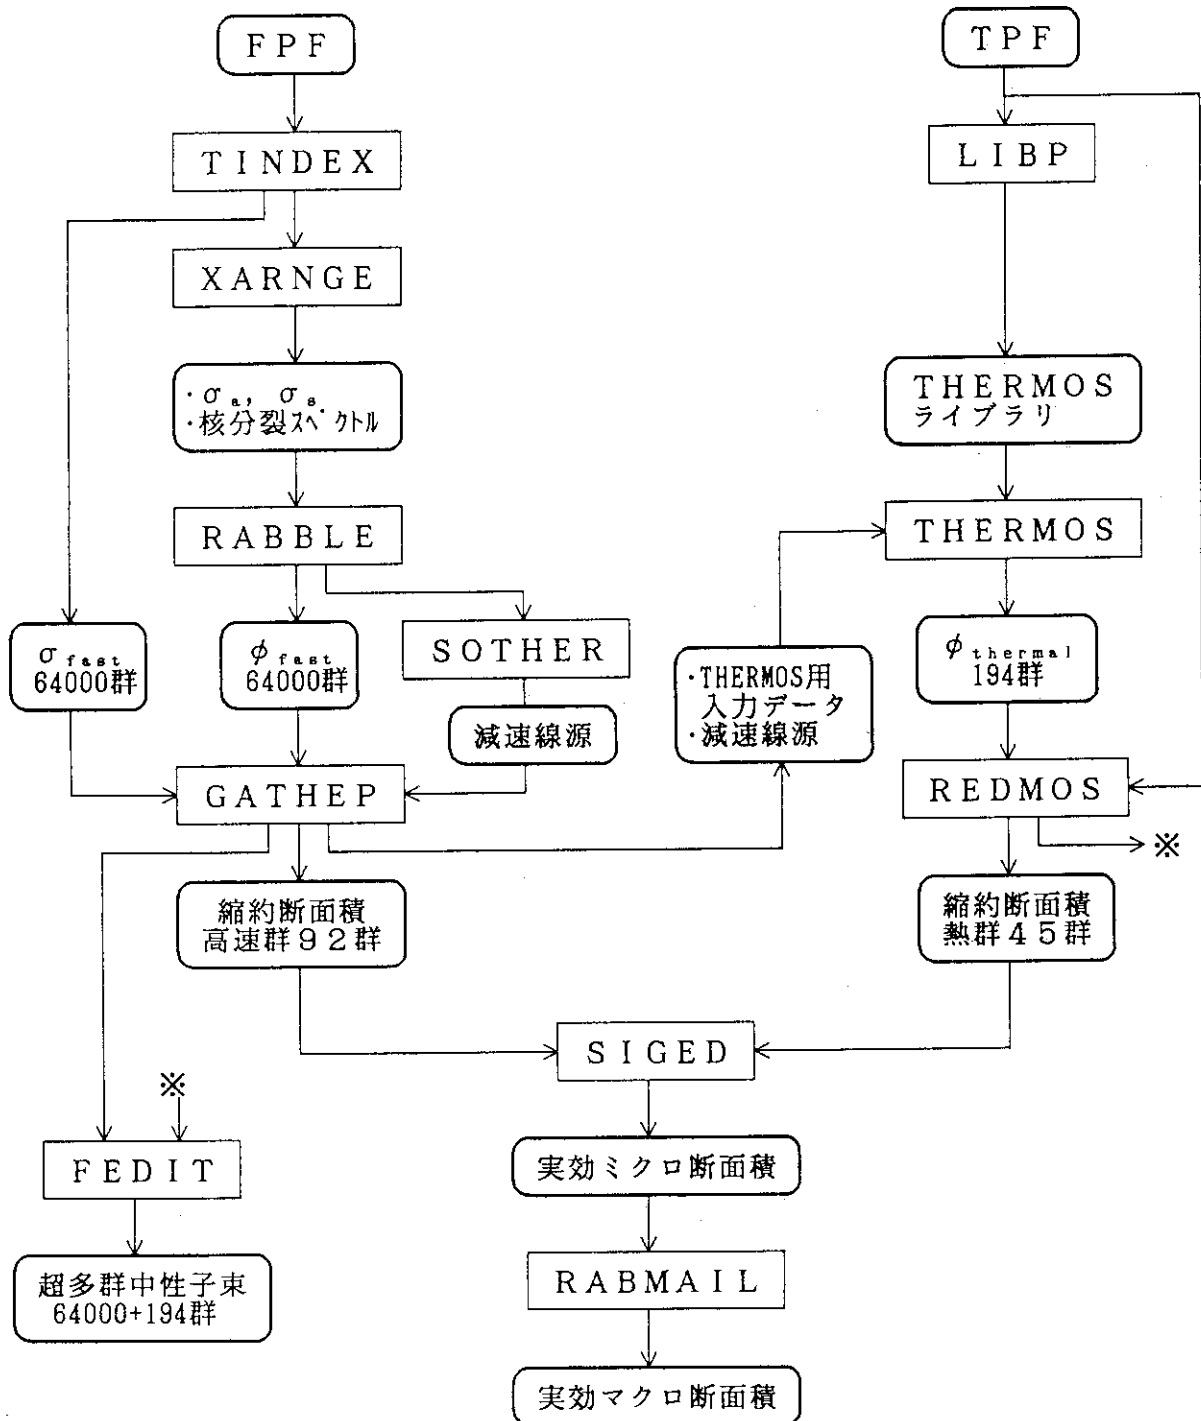 FPF
TPF
TINDEX
LIBP
XARNGE
・σa, σs
・核分裂スペクトル
THERMOS
ライブラリ
RABBLE
THERMOS
σfast
64000群
φfast
64000群
SOTHER
・THERMOS用
入力データ
・減速線源
φthermal
194群
減速線源
GATHEP
REDMOS
※
縮約断面積
高速群92群
縮約断面積
熱群45群
SIGED
※
FEDIT
実効ミクロ断面積
超多群中性子束
64000+194群
RABMAIL
実効マクロ断面積